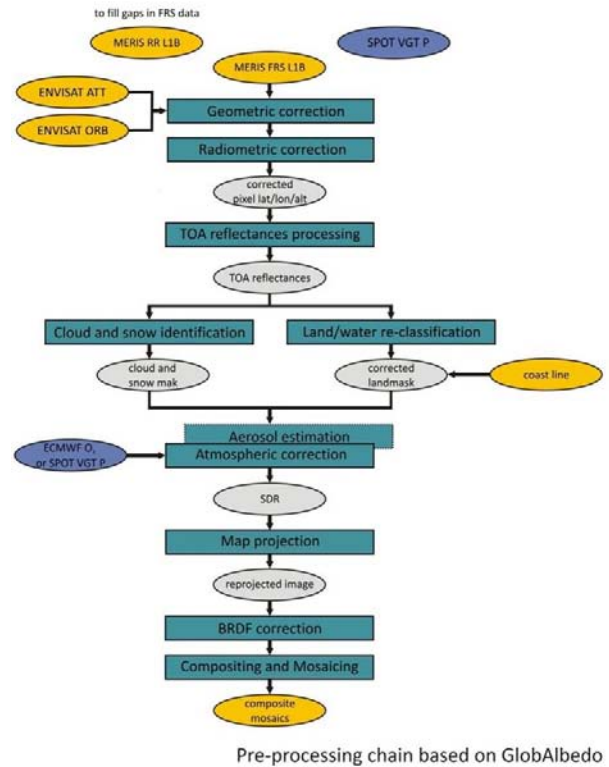 to fill gaps in FRS data
MERIS RR L1B
SPOT VGT P
MERIS FRS L1B
ENVISAT ATT
ENVISAT ORB
Geometric correction
Radiometric correction
corrected
pixel lat/lon/alt
TOA reflectances processing
TOA reflectances
Cloud and snow identification
Land/water re-classification
cloud and
snow mak
corrected
landmask
coast line
Aerosol estimation
ECMWF O,
or SPOT VGT P
Atmospheric correction
SDR
Map projection
reprojected image
BRDF correction
Compositing and Mosaicing
composite
mosaics
Pre-processing chain based on GlobAlbedo